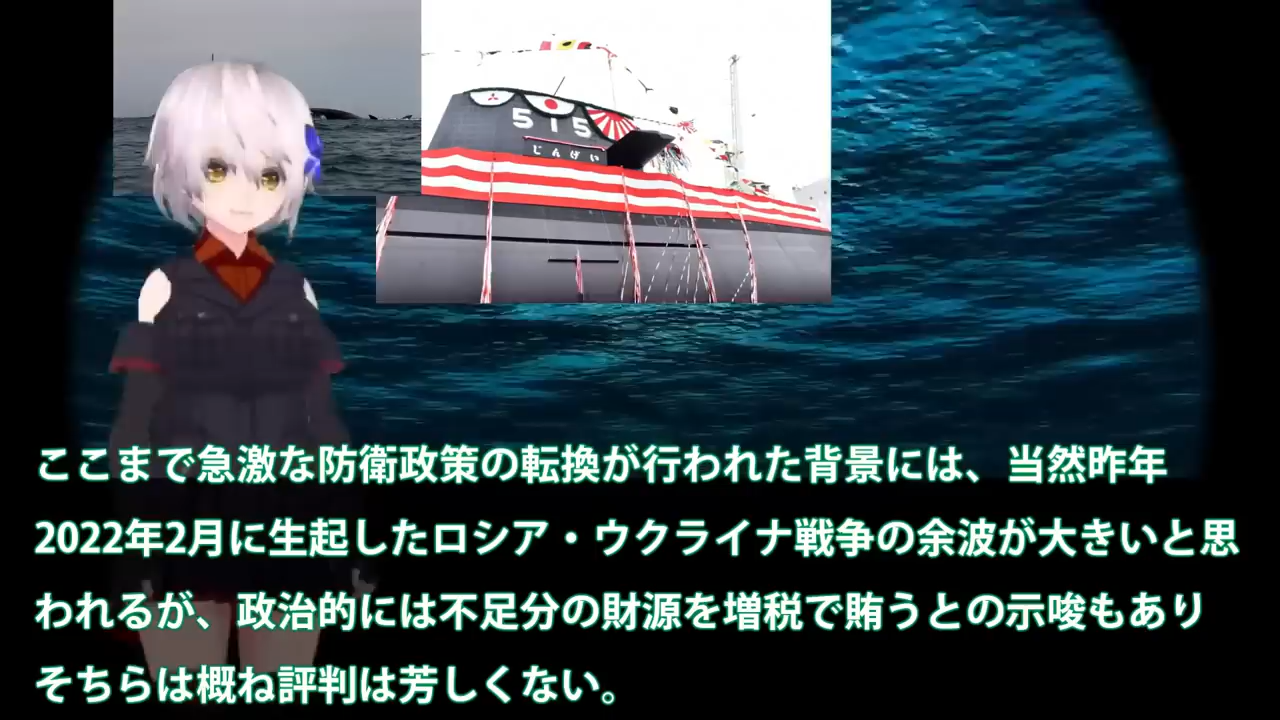 515
じんげい
ここまで急激な防衛政策の転換が行われた背景には、当然昨年
2022年2月に生起したロシア・ウクライナ戦争の余波が大きいと思
われるが、政治的には不足分の財源を増税で賄うとの示唆もあり
そちらは概ね評判は芳しくない。